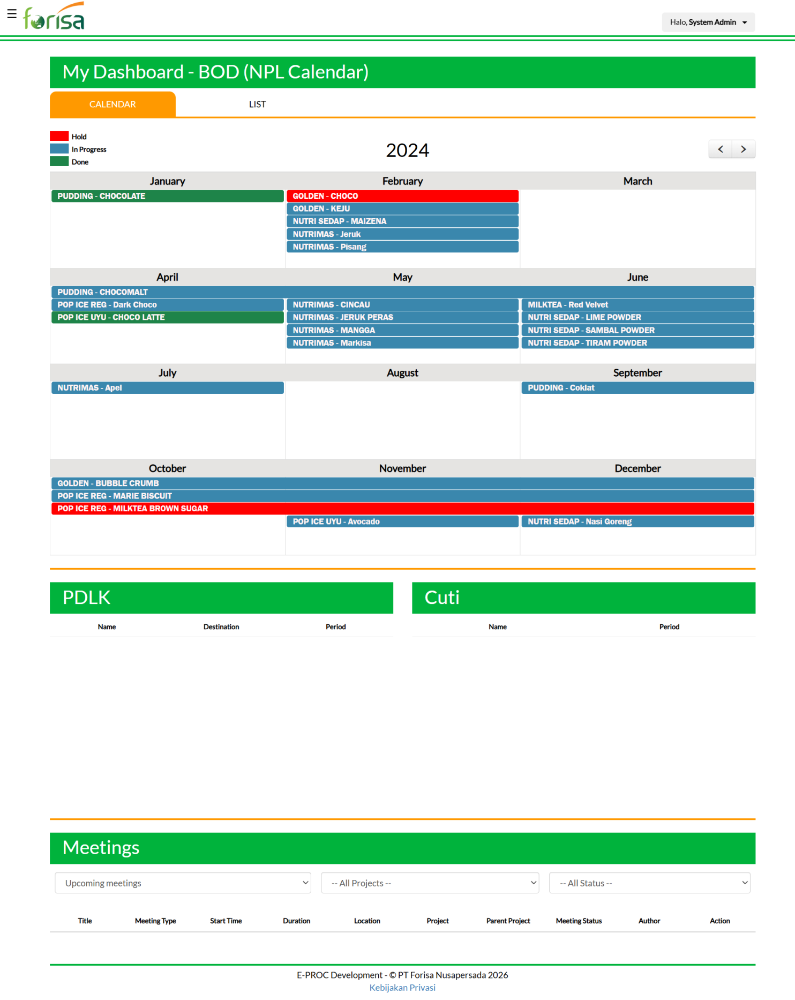 ☰ forisa
Halo, System Admin
My Dashboard - BOD (NPL Calendar)
CALENDAR LIST
Hold
In Progress
Done
2024
January February March
PUDDING - CHOCOLATE GOLDEN - CHOCO
GOLDEN - KEJU
NUTRI SEDAP - MAIZENA
NUTRIMAS - Jeruk
NUTRIMAS - Pisang
April May June
PUDDING - CHOCOMALT
POP ICE REG - Dark Choco NUTRIMAS - CINCAU MILKTEA - Red Velvet
POP ICE UYU - CHOCO LATTE NUTRIMAS - JERUK PERAS NUTRI SEDAP - LIME POWDER
NUTRIMAS - MANGGA NUTRI SEDAP - SAMBAL POWDER
NUTRIMAS - Markisa NUTRI SEDAP - TIRAM POWDER
July August September
NUTRIMAS - Apel PUDDING - Coklat
October November December
GOLDEN - BUBBLE CRUMB
POP ICE REG - MARIE BISCUIT
POP ICE REG - MILKTEA BROWN SUGAR
POP ICE UYU - Avocado NUTRI SEDAP - Nasi Goreng
PDLK
Name Destination Period
Cuti
Name Period
Meetings
Upcoming meetings -- All Projects -- -- All Status --
Title Meeting Type Start Time Duration Location Project Parent Project Meeting Status Author Action
E-PROC Development - © PT Forisa Nusapersada 2026
Kebijakan Privasi